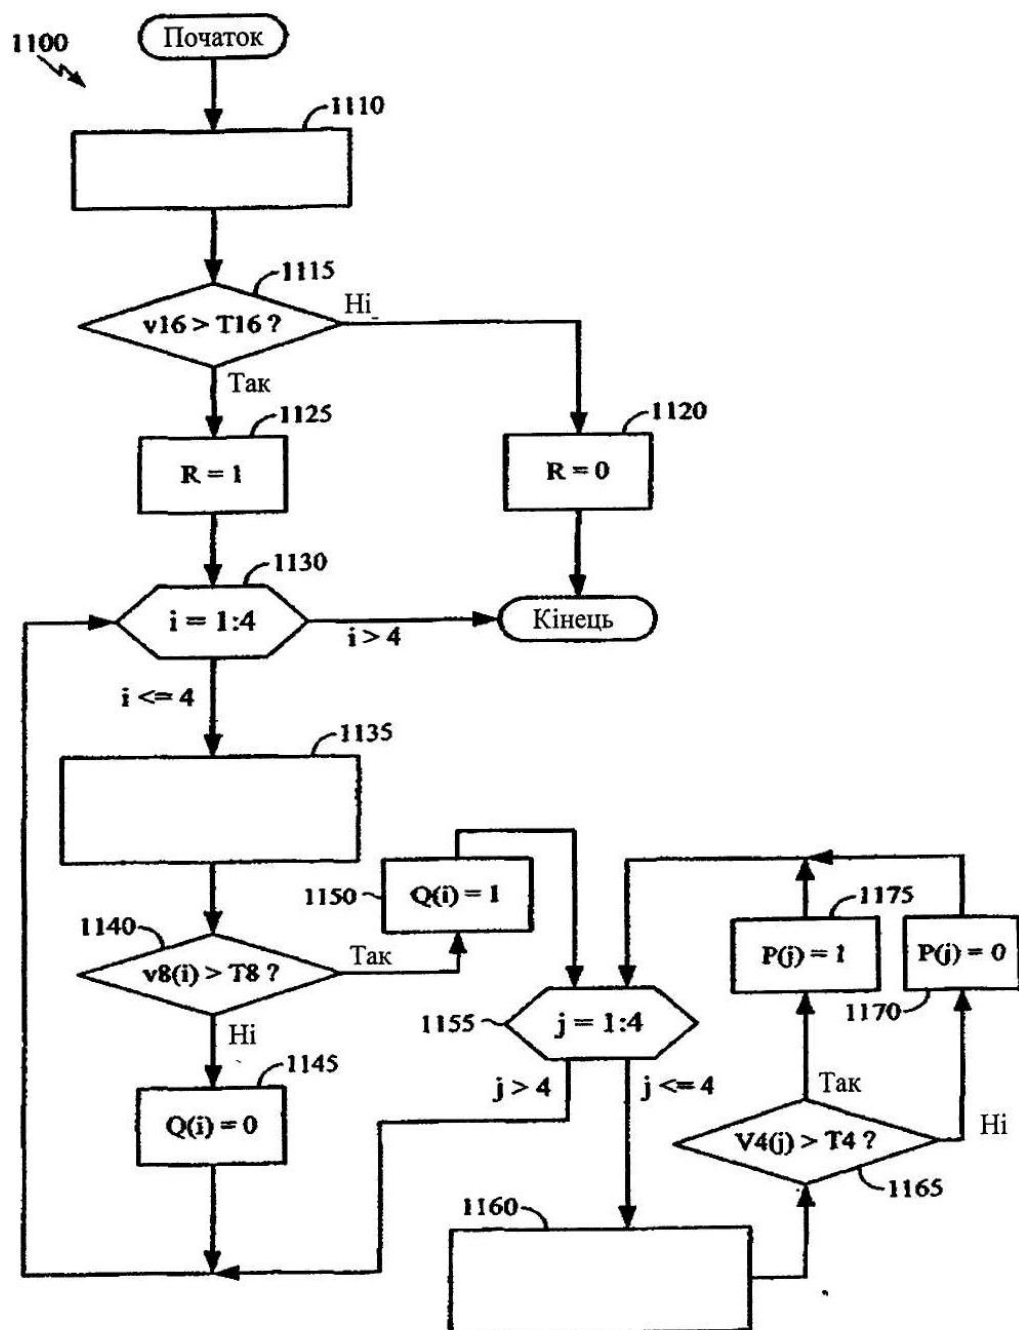 1100
Початок
1110
1115
v16 > T16 ?
Ні
Так
1125
R = 1
1120
R = 0
1130
i = 1:4
i > 4
Кінець
i <= 4
1135
1140
v8(i) > T8 ?
Так
Ні
1145
Q(i) = 0
1150
Q(i) = 1
1155
j = 1:4
j > 4
j <= 4
1160
V4(j) > T4 ?
1165
Так
Ні
1175
P(j) = 1
P(j) = 0
1170